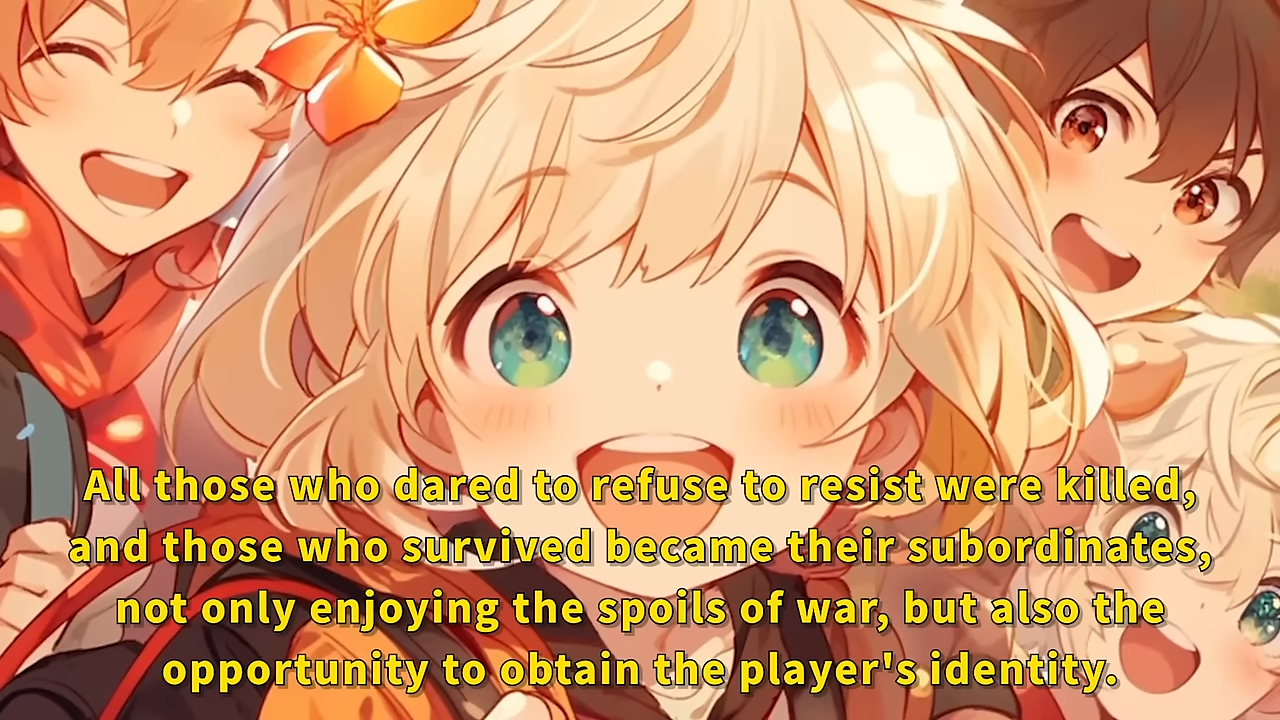 All those who dared to refuse to resist were killed,
and those who survived became their subordinates,
not only enjoying the spoils of war, but also the
opportunity to obtain the player's identity.